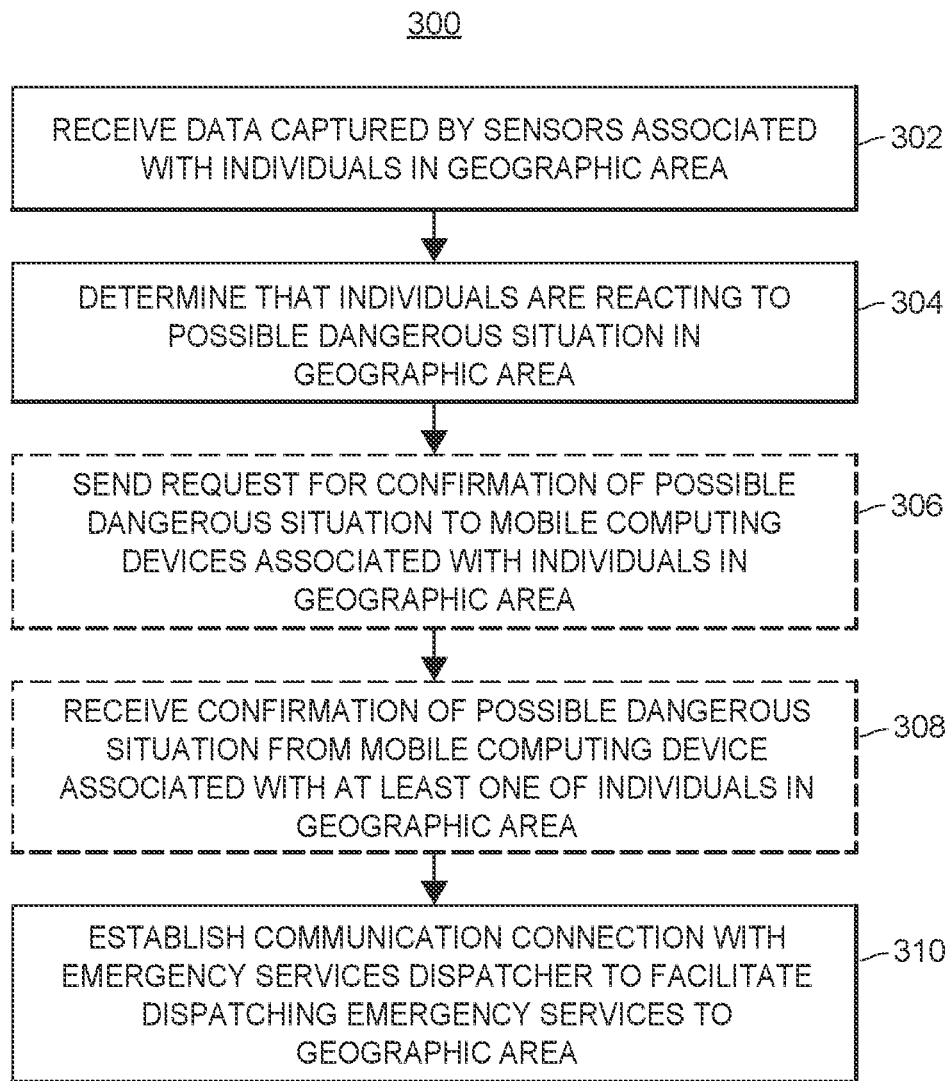 300
RECEIVE DATA CAPTURED BY SENSORS ASSOCIATED
WITH INDIVIDUALS IN GEOGRAPHIC AREA
302
DETERMINE THAT INDIVIDUALS ARE REACTING TO
POSSIBLE DANGEROUS SITUATION IN
GEOGRAPHIC AREA
304
SEND REQUEST FOR CONFIRMATION OF POSSIBLE
DANGEROUS SITUATION TO MOBILE COMPUTING
DEVICES ASSOCIATED WITH INDIVIDUALS IN
GEOGRAPHIC AREA
306
RECEIVE CONFIRMATION OF POSSIBLE DANGEROUS
SITUATION FROM MOBILE COMPUTING DEVICE
ASSOCIATED WITH AT LEAST ONE OF INDIVIDUALS IN
GEOGRAPHIC AREA
308
ESTABLISH COMMUNICATION CONNECTION WITH
EMERGENCY SERVICES DISPATCHER TO FACILITATE
DISPATCHING EMERGENCY SERVICES TO
GEOGRAPHIC AREA
310